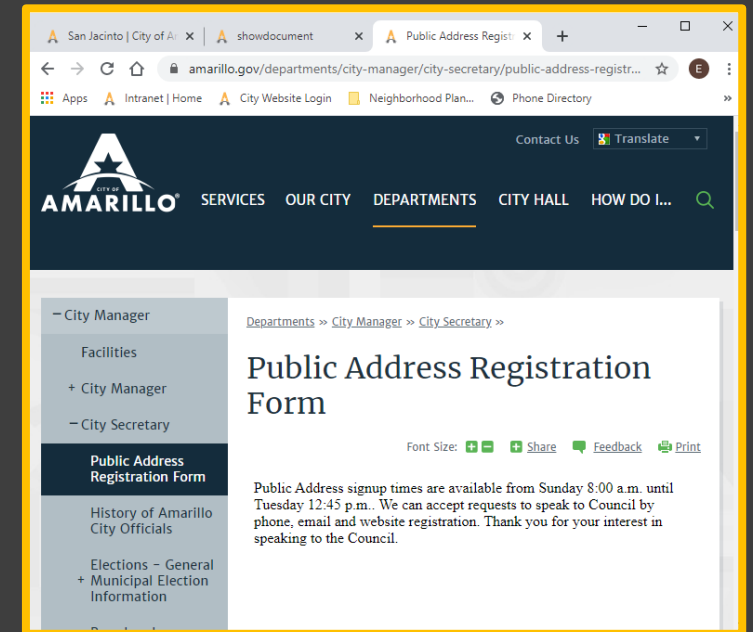 San Jacinto | City of Am
showdocument
Public Address Registr
amarillo.gov/departments/city-manager/city-secretary/public-address-registr...
E
Apps
Intranet | Home
City Website Login
Neighborhood Plan...
Phone Directory
»
Contact Us
Translate
CITY OF
AMARILLO
SERVICES
OUR CITY
DEPARTMENTS
CITY HALL
HOW DO I...
– City Manager
Facilities
+ City Manager
– City Secretary
Public Address
Registration Form
History of Amarillo
City Officials
Elections – General
+ Municipal Election
Information
Departments » City Manager » City Secretary »
Public Address Registration
Form
Font Size: + – Share Feedback Print
Public Address signup times are available from Sunday 8:00 a.m. until
Tuesday 12:45 p.m.. We can accept requests to speak to Council by
phone, email and website registration. Thank you for your interest in
speaking to the Council.